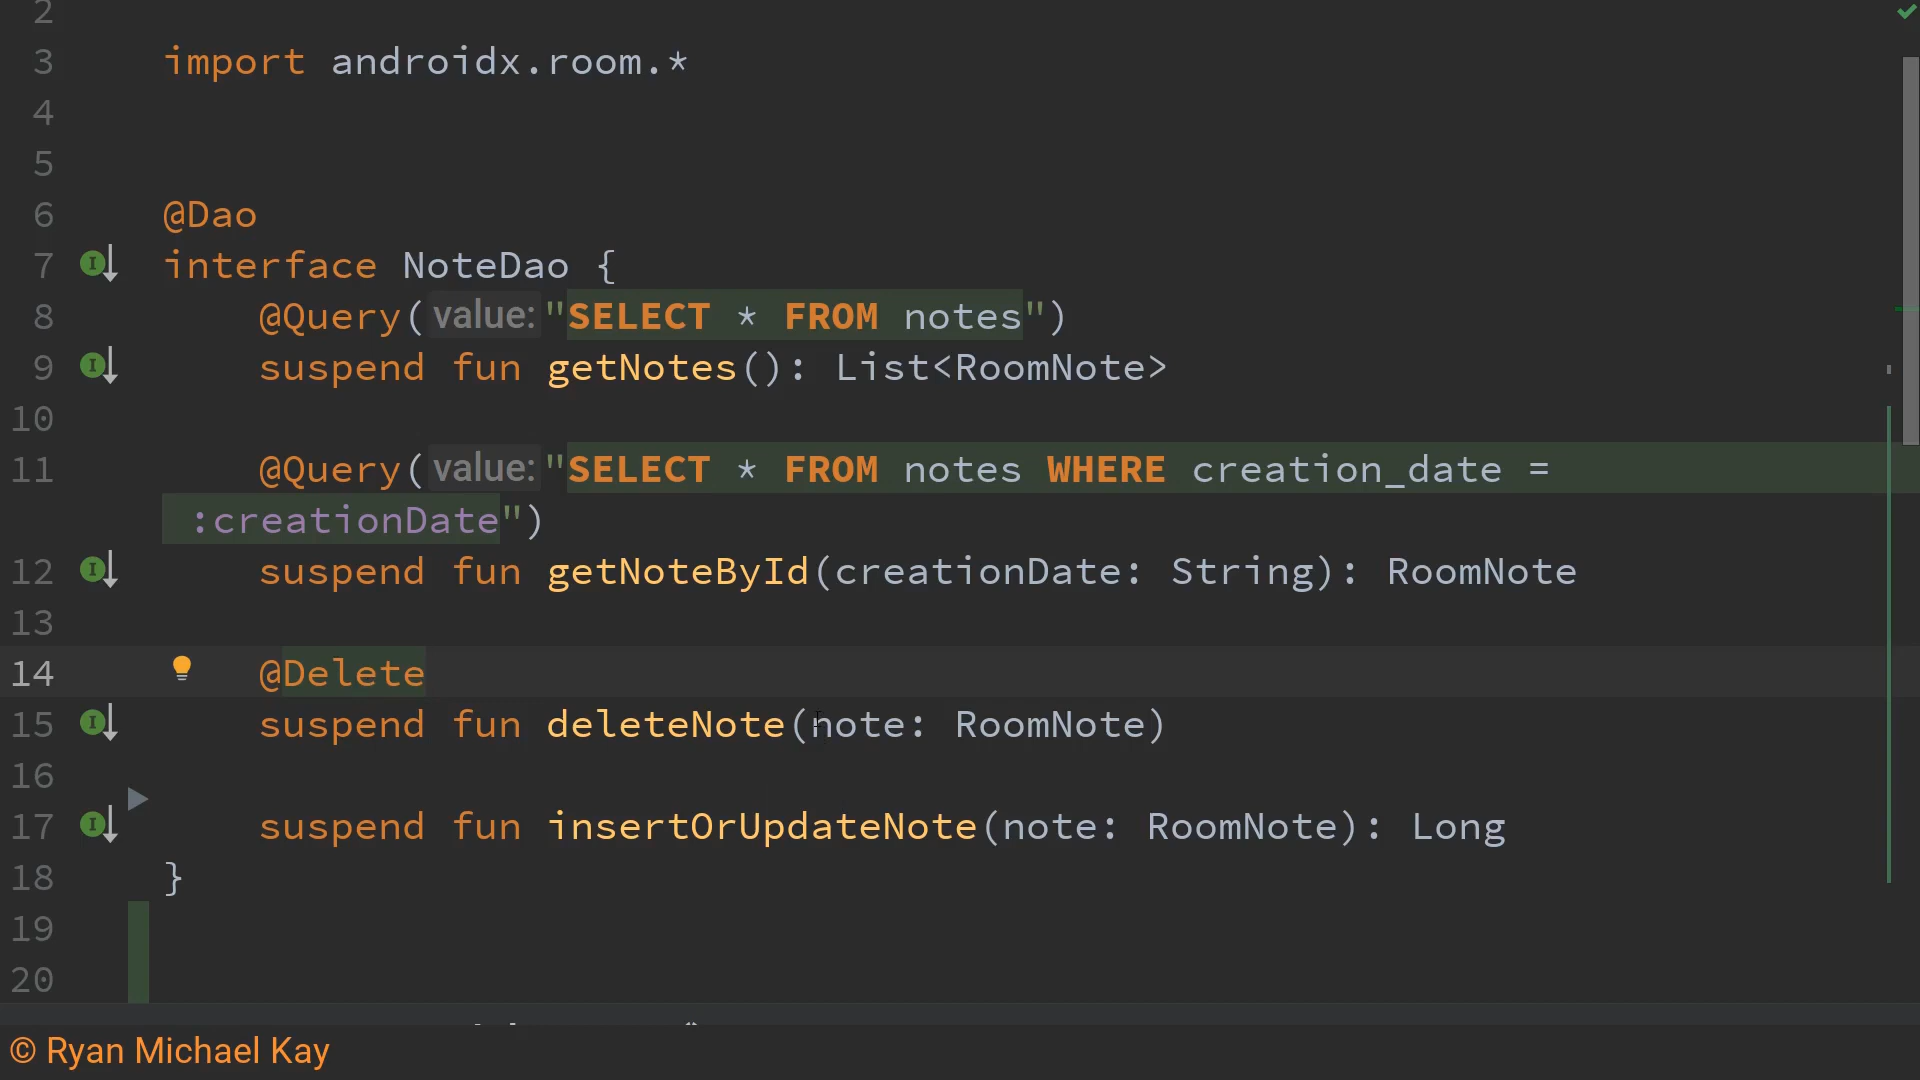 2
3 import androidx.room.*
4
5
6 @Dao
7 interface NoteDao {
8 @Query( value: "SELECT * FROM notes")
9 suspend fun getNotes(): List<RoomNote>
10
11 @Query( value: "SELECT * FROM notes WHERE creation_date =
:creationDate")
12 suspend fun getNoteById(creationDate: String): RoomNote
13
14 @Delete
15 suspend fun deleteNote(note: RoomNote)
16
17 suspend fun insertOrUpdateNote(note: RoomNote): Long
18 }
19
20
© Ryan Michael Kay